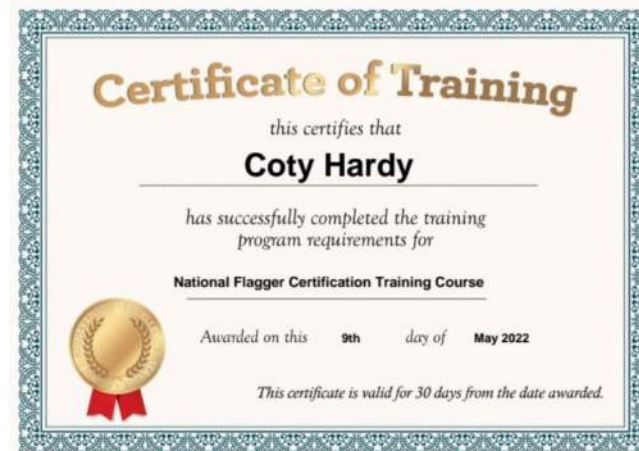 Certificate of Training
this certifies that
Coty Hardy
has successfully completed the training
program requirements for
National Flagger Certification Training Course
Awarded on this 9th day of May 2022
This certificate is valid for 30 days from the date awarded.